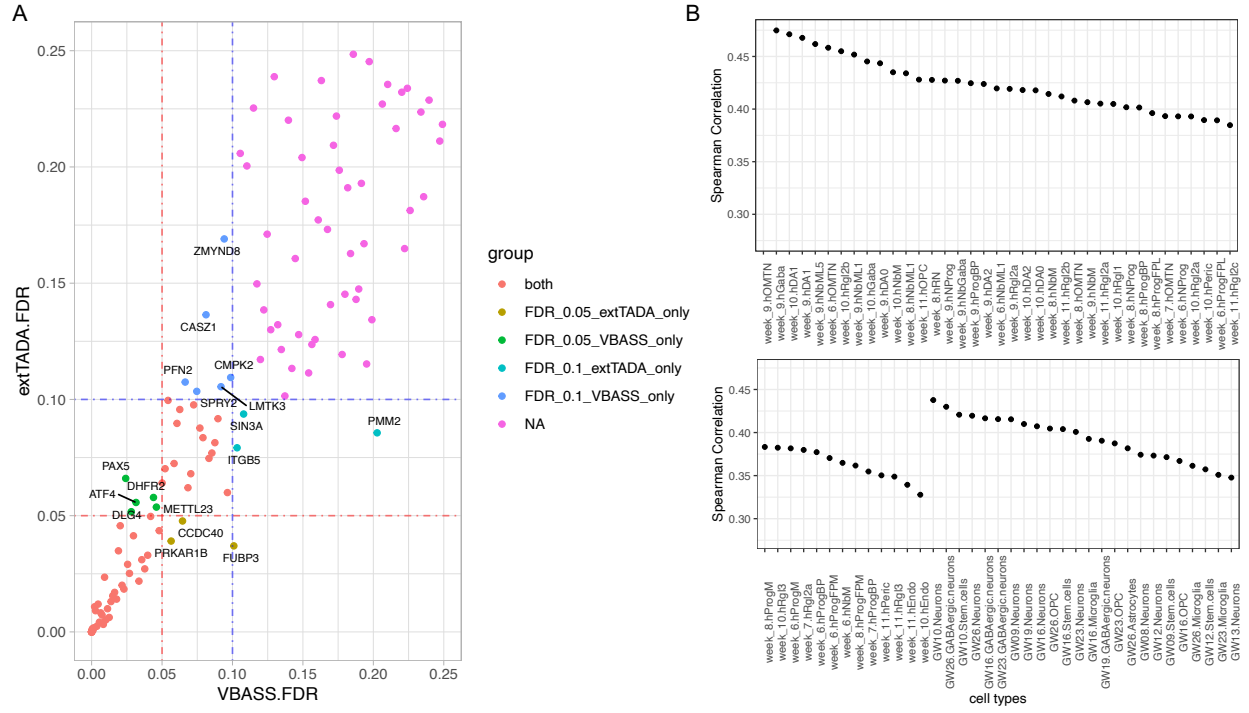 A
extTADA.FDR
0.25
0.20
0.15
0.10
0.05
0.00
ZMYND8
CASZ1
PFN2
CMPK2
SPRY2
LMTK3
SIN3A
PMM2
ITGB5
PAX5
DHFR2
ATF4
DLG4
METTL23
CCDC40
PRKAR1B
FUBP3
0.00
0.05
0.10
0.15
0.20
0.25
VBASS.FDR
group
both
FDR_0.05_extTADA_only
FDR_0.05_VBASS_only
FDR_0.1_extTADA_only
FDR_0.1_VBASS_only
NA
B
Spearman Correlation
0.45
0.40
0.35
0.30
week_9.hOMTN
week_9.hGaba
week_10.hDA1
week_9.hDA1
week_9.hNbML5
week_6.hOMTN
week_10.hRgl2b
week_9.hNbML1
week_10.hGaba
week_9.hDA0
week_10.hNbM
week_8.hNbML1
week_11.hOPC
week_8.hRN
week_9.hNProg
week_9.hNbGaba
week_9.hProgBP
week_9.hDA2
week_6.hNbML1
week_9.hRgl2a
week_10.hDA2
week_10.hDA0
week_8.hNbM
week_11.hRgl2b
week_8.hOMTN
week_9.hNbM
week_11.hRgl2a
week_10.hRgl1
week_8.hNProg
week_8.hProgBP
week_8.hProgFPL
week_7.hOMTN
week_6.hNProg
week_10.hRgl2a
week_10.hPeric
week_6.hProgFPL
week_11.hRgl2c
Spearman Correlation
0.45
0.40
0.35
0.30
week_8.hProgM
week_10.hRgl3
week_6.hProgM
week_7.hRgl2a
week_6.hProgBP
week_6.hProgFPM
week_6.hNbM
week_8.hProgFPM
week_7.hProgBP
week_11.hPeric
week_11.hRgl3
week_11.hEndo
week_10.hEndo
GW10.Neurons
GW26.GABAergic.neurons
GW10.Stem.cells
GW26.Neurons
GW16.GABAergic.neurons
GW23.GABAergic.neurons
GW09.Neurons
GW19.Neurons
GW16.Neurons
GW26.OPC
GW16.Stem.cells
GW23.Neurons
GW16.Microglia
GW19.GABAergic.neurons
GW23.OPC
GW26.Astrocytes
GW08.Neurons
GW12.Neurons
GW09.Stem.cells
GW16.OPC
GW26.Microglia
GW12.Stem.cells
GW23.Microglia
GW13.Neurons
cell types